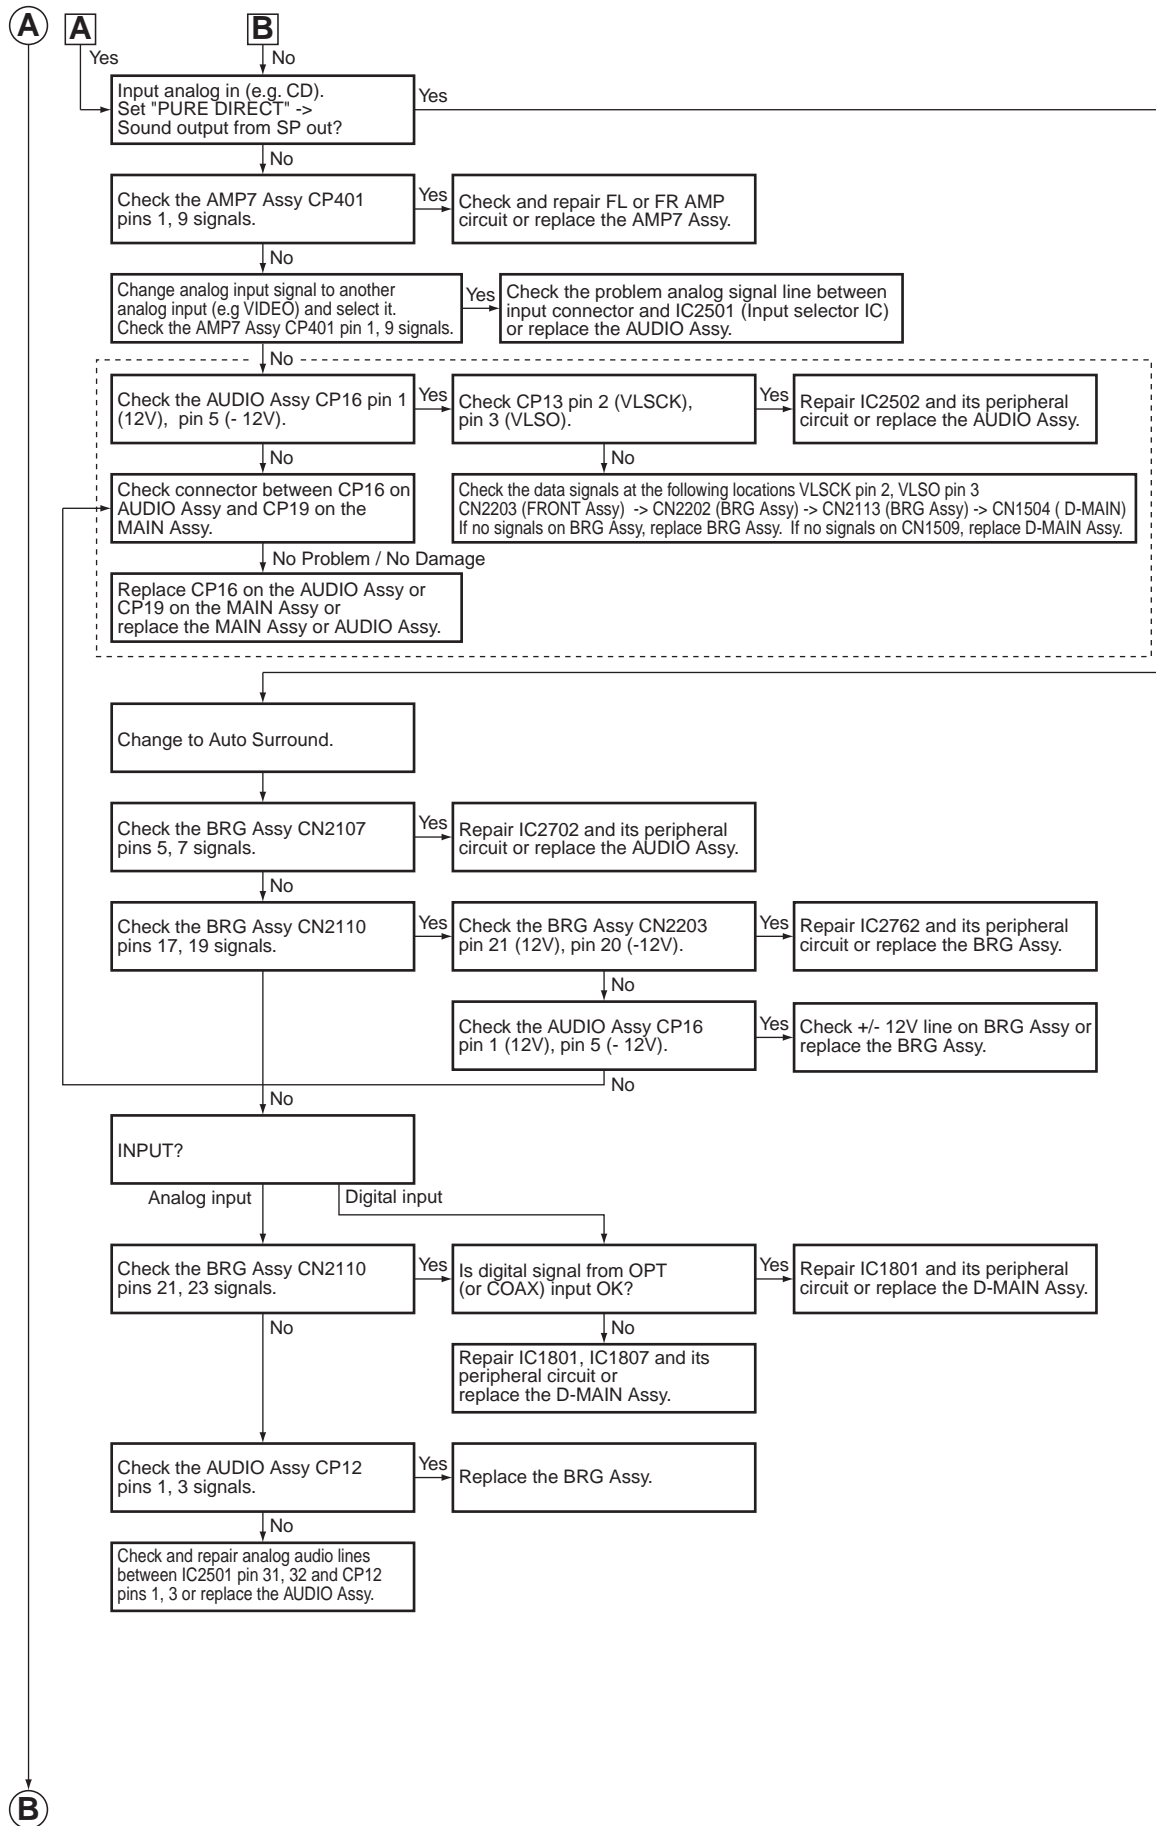 A
A
B
Yes
No
Input analog in (e.g. CD).
Set "PURE DIRECT" ->
Sound output from SP out?
Yes
No
Check the AMP7 Assy CP401
pins 1, 9 signals.
Yes
Check and repair FL or FR AMP
circuit or replace the AMP7 Assy.
No
Change analog input signal to another
analog input (e.g VIDEO) and select it.
Check the AMP7 Assy CP401 pin 1, 9 signals.
Yes
Check the problem analog signal line between
input connector and IC2501 (Input selector IC)
or replace the AUDIO Assy.
No
Check the AUDIO Assy CP16 pin 1
(12V), pin 5 (- 12V).
Yes
Check CP13 pin 2 (VLSCK),
pin 3 (VLSO).
Yes
Repair IC2502 and its peripheral
circuit or replace the AUDIO Assy.
No
No
Check connector between CP16 on
AUDIO Assy and CP19 on the
MAIN Assy.
Check the data signals at the following locations VLSCK pin 2, VLSO pin 3
CN2203 (FRONT Assy) -> CN2202 (BRG Assy) -> CN2113 (BRG Assy) -> CN1504 ( D-MAIN)
If no signals on BRG Assy, replace BRG Assy. If no signals on CN1509, replace D-MAIN Assy.
No Problem / No Damage
Replace CP16 on the AUDIO Assy or
CP19 on the MAIN Assy or
replace the MAIN Assy or AUDIO Assy.
Change to Auto Surround.
Check the BRG Assy CN2107
pins 5, 7 signals.
Yes
Repair IC2702 and its peripheral
circuit or replace the AUDIO Assy.
No
Check the BRG Assy CN2110
pins 17, 19 signals.
Yes
Check the BRG Assy CN2203
pin 21 (12V), pin 20 (-12V).
Yes
Repair IC2762 and its peripheral
circuit or replace the BRG Assy.
No
Check the AUDIO Assy CP16
pin 1 (12V), pin 5 (- 12V).
Yes
Check +/- 12V line on BRG Assy or
replace the BRG Assy.
No
No
INPUT?
Analog input
Digital input
Check the BRG Assy CN2110
pins 21, 23 signals.
Yes
Is digital signal from OPT
(or COAX) input OK?
Yes
Repair IC1801 and its peripheral
circuit or replace the D-MAIN Assy.
No
No
Repair IC1801, IC1807 and its
peripheral circuit or
replace the D-MAIN Assy.
Check the AUDIO Assy CP12
pins 1, 3 signals.
Yes
Replace the BRG Assy.
No
Check and repair analog audio lines
between IC2501 pin 31, 32 and CP12
pins 1, 3 or replace the AUDIO Assy.
B